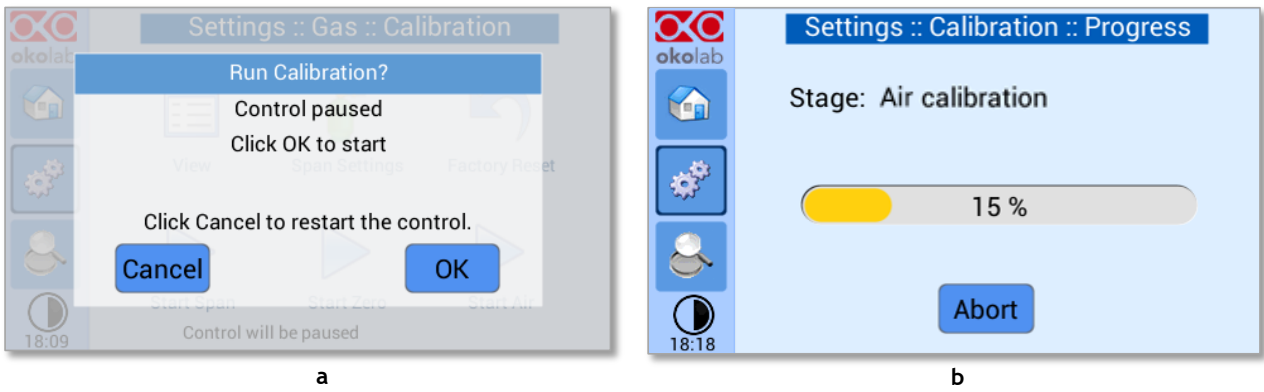 okolab
Settings :: Gas :: Calibration
Run Calibration?
Control paused
Click OK to start
View
Span Settings
Factory Reset
Click Cancel to restart the control.
Cancel
OK
Start Span
Start Zero
Start Air
Control will be paused
18:09
a
okolab
Settings :: Calibration :: Progress
Stage: Air calibration
15 %
Abort
18:18
b